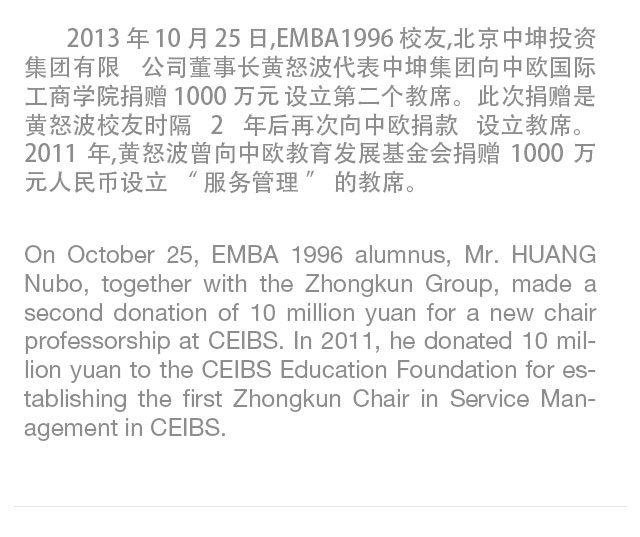 2013 年 10 月 25 日,EMBA1996 校友,北京中坤投资
集团有限 公司董事长黄怒波代表中坤集团向中欧国际
工商学院捐赠 1000 万元 设立第二个教席。此次捐赠是
黄怒波校友时隔 2 年后再次向中欧捐款 设立教席。
2011 年,黄怒波曾向中欧教育发展基金会捐赠 1000 万
元人民币设立 “ 服务管理 ” 的教席。
On October 25, EMBA 1996 alumnus, Mr. HUANG
Nubo, together with the Zhongkun Group, made a
second donation of 10 million yuan for a new chair
professorship at CEIBS. In 2011, he donated 10 mil-
lion yuan to the CEIBS Education Foundation for es-
tablishing the first Zhongkun Chair in Service Man-
agement in CEIBS.